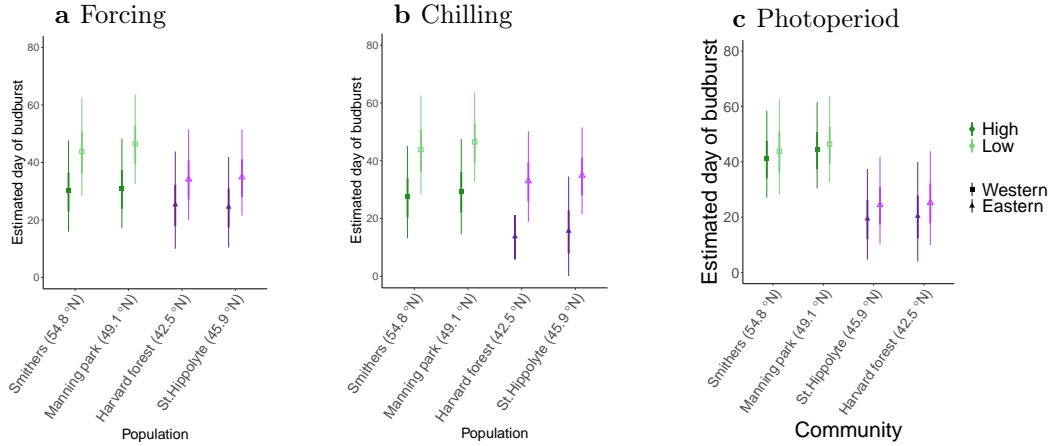 a Forcing
Estimated day of budburst
80
60
40
20
0
Smithers (54.8 °N)
Manning park (49.1 °N)
Harvard forest (42.5 °N)
St.Hippolyte (45.9 °N)
Population
b Chilling
Estimated day of budburst
80
60
40
20
0
Smithers (54.8 °N)
Manning park (49.1 °N)
Harvard forest (42.5 °N)
St.Hippolyte (45.9 °N)
Population
c Photoperiod
Estimated day of budburst
80
60
40
20
0
Smithers (54.8 °N)
Manning park (49.1 °N)
St.Hippolyte (45.9 °N)
Harvard forest (42.5 °N)
Community
High
Low
Western
Eastern